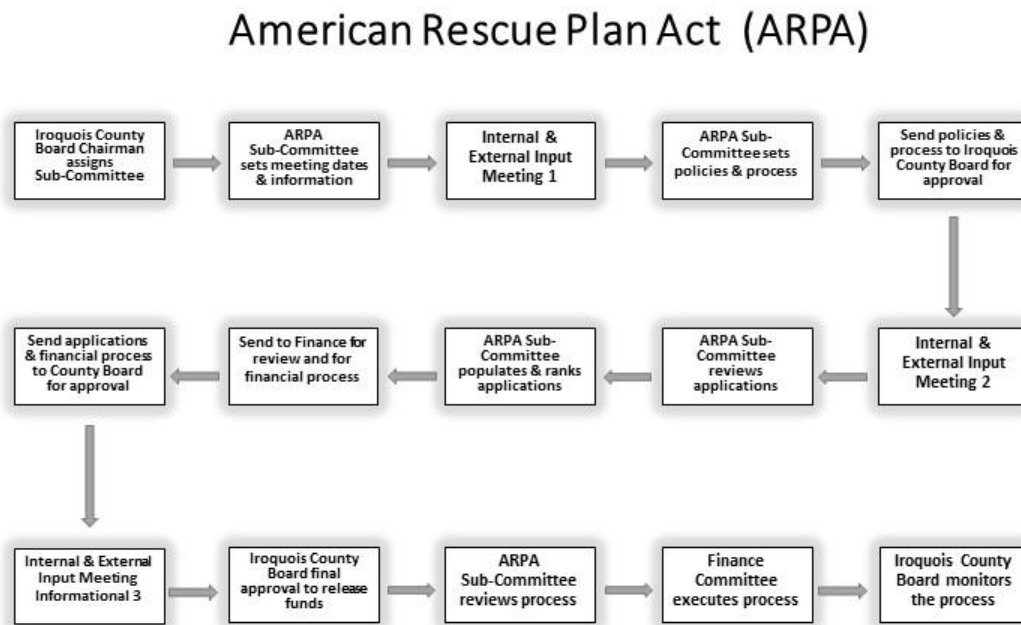 American Rescue Plan Act (ARPA)
Iroquois County
Board Chairman
assigns
Sub-Committee
ARPA
Sub-Committee
sets meeting dates
& information
Internal &
External Input
Meeting 1
ARPA Sub-
Committee sets
policies & process
Send policies &
process to Iroquois
County Board for
approval
Internal &
External Input
Meeting 2
ARPA Sub-
Committee
reviews
applications
ARPA Sub-
Committee
populates & ranks
applications
Send to Finance for
review and for
financial process
Send applications
& financial process
to County Board
for approval
Internal & External
Input Meeting
Informational 3
Iroquois County
Board final
approval to release
funds
ARPA
Sub-Committee
reviews process
Finance
Committee
executes process
Iroquois County
Board monitors
the process